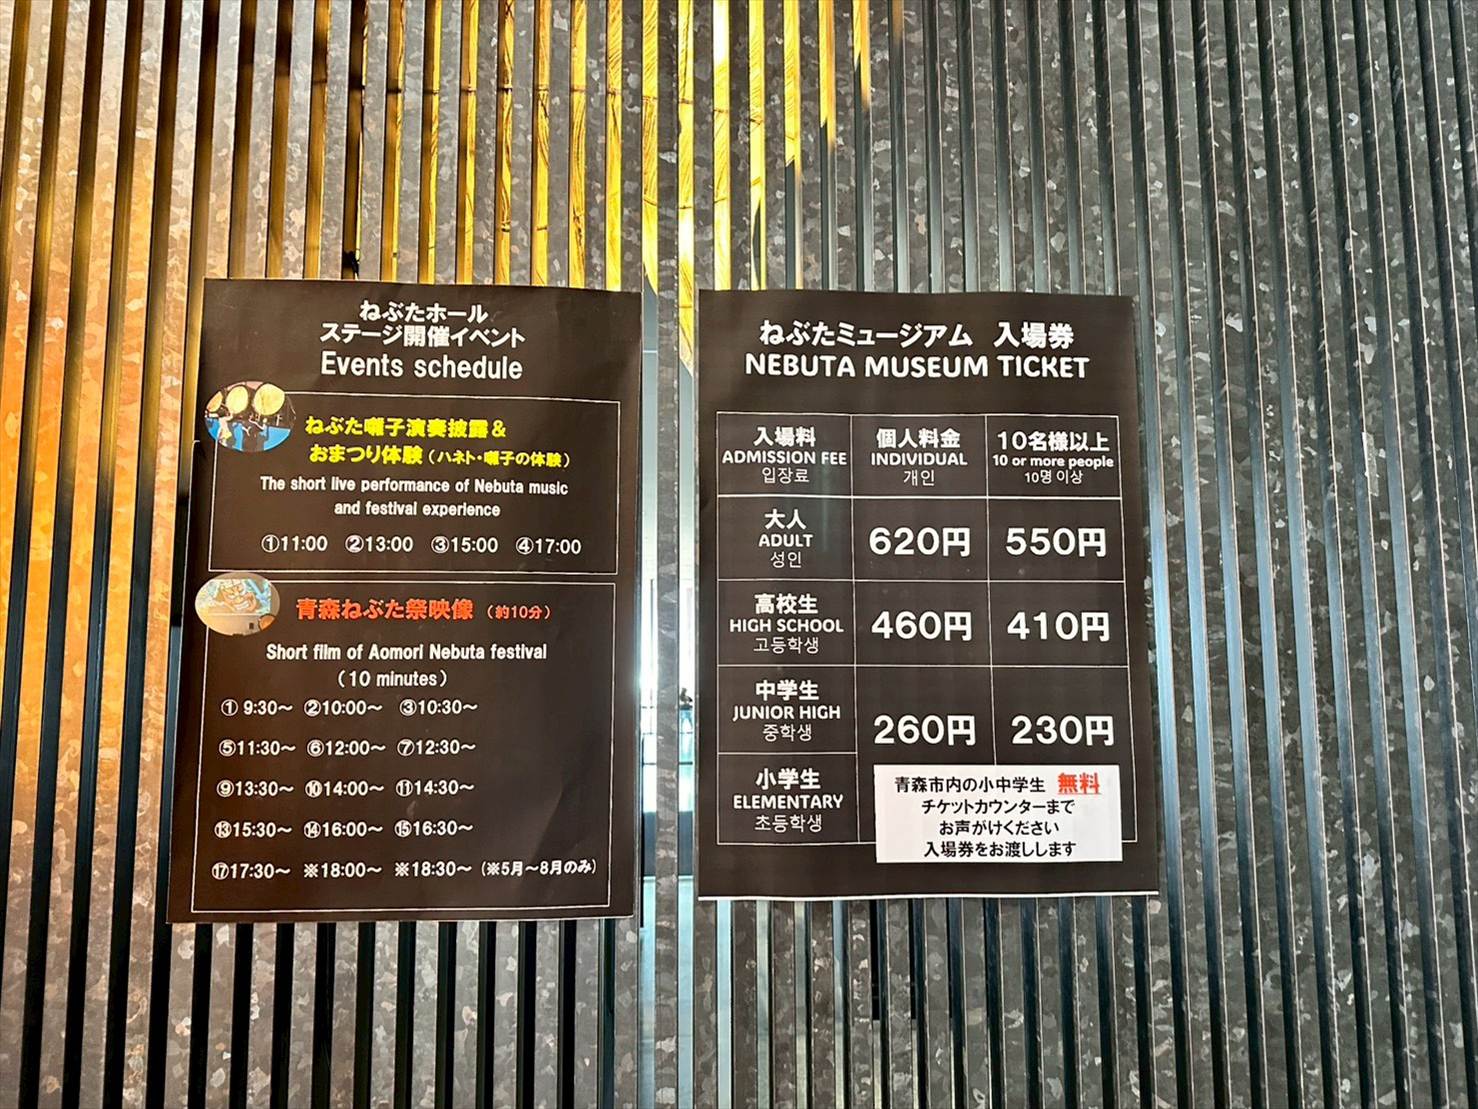 ねぶたホール
ステージ開催イベント
Events schedule
ねぶた囃子演奏披露&
おまつり体験(ハネト・囃子の体験)
The short live performance of Nebuta music
and festival experience
①11:00 ②13:00 ③15:00 ④17:00
青森ねぶた祭映像 (約10分)
Short film of Aomori Nebuta festival
(10 minutes)
① 9:30~ ②10:00~ ③10:30~
⑤11:30~ ⑥12:00~ ⑦12:30~
⑨13:30~ ⑩14:00~ ⑪14:30~
⑬15:30~ ⑭16:00~ ⑮16:30~
⑰17:30~ ※18:00~ ※18:30~ (※5月~8月のみ)
ねぶたミュージアム 入場券
NEBUTA MUSEUM TICKET
入場料 個人料金 10名様以上
ADMISSION FEE INDIVIDUAL 10 or more people
입장료 개인 10명 이상
大人
ADULT 620円 550円
성인
高校生
HIGH SCHOOL 460円 410円
고등학생
中学生
JUNIOR HIGH 260円 230円
중학생
小学生
ELEMENTARY
초등학생
青森市内の小中学生 無料
チケットカウンターまで
お声がけください
入場券をお渡しします